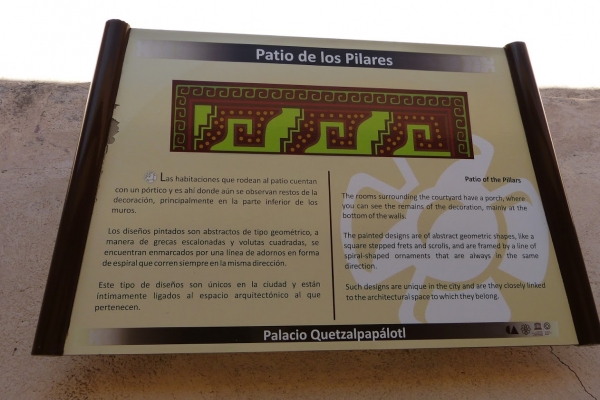 Patio de los Pilares
Las habitaciones que rodean al patio cuentan
con un pórtico y es ahí donde aún se observan restos de la
decoración, principalmente en la parte inferior de los
muros.
Los diseños pintados son abstractos de tipo geométrico, a
manera de grecas escalonadas y volutas cuadradas, se
encuentran enmarcados por una línea de adornos en forma
de espiral que corren siempre en la misma dirección.
Este tipo de diseños son únicos en la ciudad y están
íntimamente ligados al espacio arquitectónico al que
pertenecen.
Patio of the Pillars
The rooms surrounding the courtyard have a porch, where
you can see the remains of the decoration, mainly in the
bottom of the walls.
The painted designs are of abstract geometric shapes, like a
square stepped frets and scrolls, and are framed by a line of
spiral-shaped ornaments that are always in the same
direction.
Such designs are unique in the city and are they closely linked
to the architectural space to which they belong.
Palacio Quetzalpapálotl